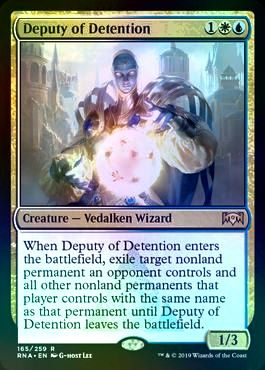 Deputy of Detention 1
Creature — Vedalken Wizard
When Deputy of Detention enters
the battlefield, exile target nonland
permanent an opponent controls and
all other nonland permanents that
player controls with the same name
as that permanent until Deputy of
Detention leaves the battlefield.
1/3
165/259 R
RNA • EN G-HOST LEE
™ & © 2019 Wizards of the Coast